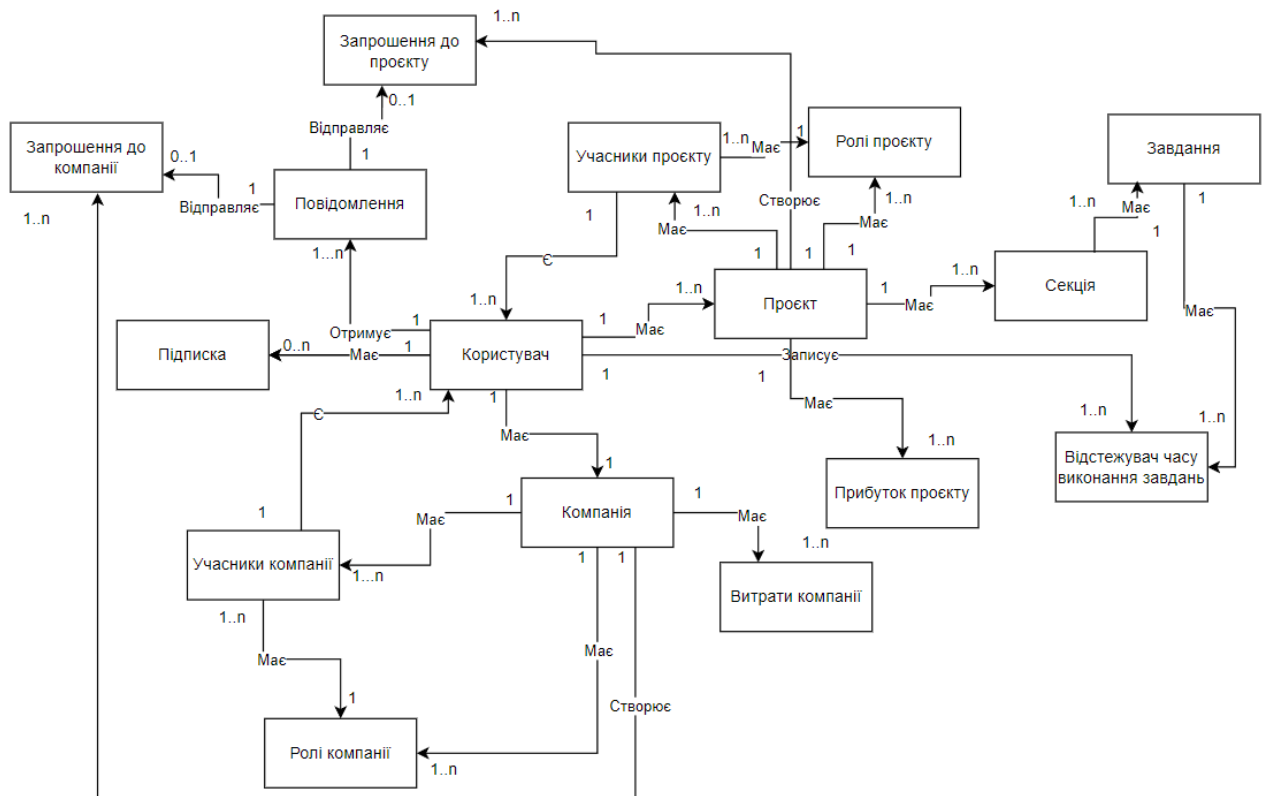 1..n
Запрошення до
проєкту
0..1
Відправляє
1
Запрошення до
компанії
0..1
1
Відправляє
1..n
Повідомлення
1...n
Учасники проєкту
1..n
Має
1
Ролі проєкту
Завдання
1
Створює
1..n
Має
1
1..n
Має
1
1
1
1..n
Має
1
1
Є
1..n
Проєкт
1
Має
1..n
Секція
Має
1..n
Отримує
1
Підписка
0..n
Має
1
Користувач
1
Має
1..n
Записує
1
1
Має
1..n
Прибуток проєкту
1..n
1..n
Відстежувач часу
виконання завдань
1..n
Є
1
1
Має
1
Компанія
1
Має
1..n
Витрати компанії
1
Має
1...n
Учасники компанії
1..n
Має
1
1
1
Має
Створює
Ролі компанії
1..n